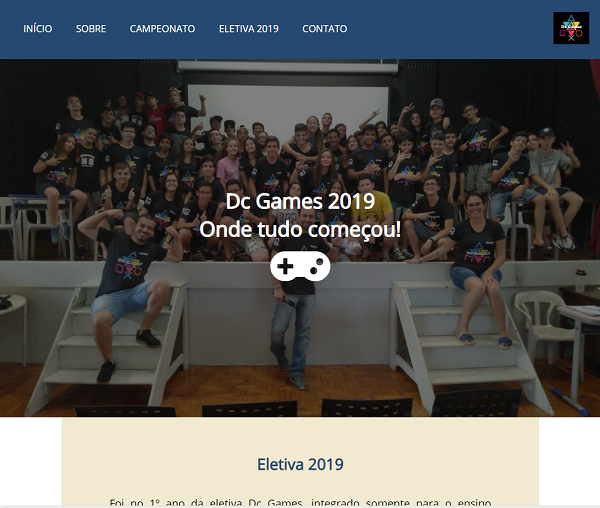 INÍCIO SOBRE CAMPEONATO ELETIVA 2019 CONTATO
Dc Games 2019
Onde tudo começou!
Eletiva 2019
Foi no 1º ano da eletiva Dc Games, integrado somente para o ensino